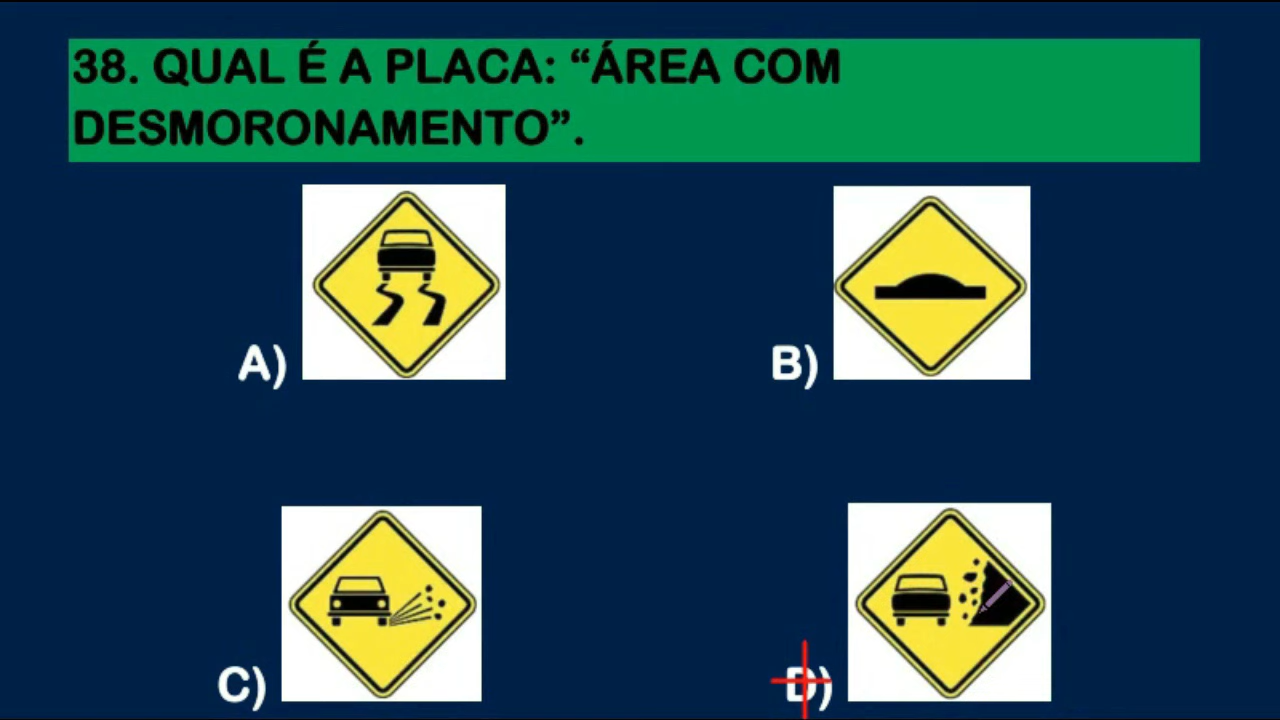 38. QUAL É A PLACA: “ÁREA COM
DESMORONAMENTO”.
A)
B)
C)
D)